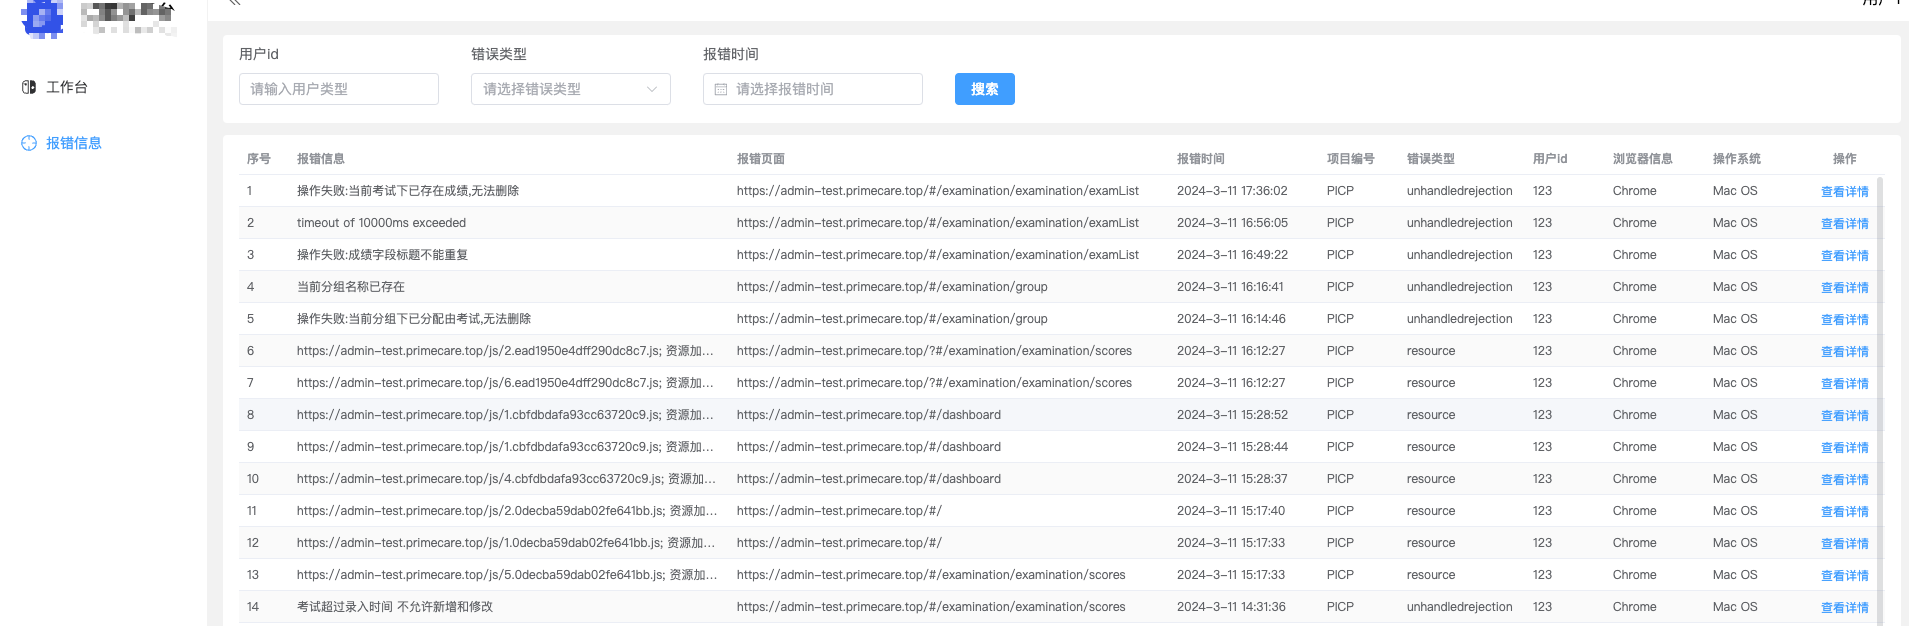 台
工作台
报错信息
用户id 错误类型 报错时间
请输入用户类型 请选择错误类型 请选择报错时间 搜索
序号 报错信息 报错页面 报错时间 项目编号 错误类型 用户id 浏览器信息 操作系统 操作
1 操作失败:当前考试下已存在成绩,无法删除 https://admin-test.primecare.top/#/examination/examination/examList 2024-3-11 17:36:02 PICP unhandledrejection 123 Chrome Mac OS 查看详情
2 timeout of 10000ms exceeded https://admin-test.primecare.top/#/examination/examination/examList 2024-3-11 16:56:05 PICP unhandledrejection 123 Chrome Mac OS 查看详情
3 操作失败:成绩字段标题不能重复 https://admin-test.primecare.top/#/examination/examination/examList 2024-3-11 16:49:22 PICP unhandledrejection 123 Chrome Mac OS 查看详情
4 当前分组名称已存在 https://admin-test.primecare.top/#/examination/group 2024-3-11 16:16:41 PICP unhandledrejection 123 Chrome Mac OS 查看详情
5 操作失败:当前分组下已分配由考试,无法删除 https://admin-test.primecare.top/#/examination/group 2024-3-11 16:14:46 PICP unhandledrejection 123 Chrome Mac OS 查看详情
6 https://admin-test.primecare.top/js/2.ead1950e4dff290dc8c7.js; 资源加... https://admin-test.primecare.top/?#/examination/examination/scores 2024-3-11 16:12:27 PICP resource 123 Chrome Mac OS 查看详情
7 https://admin-test.primecare.top/js/6.ead1950e4dff290dc8c7.js; 资源加... https://admin-test.primecare.top/?#/examination/examination/scores 2024-3-11 16:12:27 PICP resource 123 Chrome Mac OS 查看详情
8 https://admin-test.primecare.top/js/1.cbfdbdafa93cc63720c9.js; 资源加... https://admin-test.primecare.top/#/dashboard 2024-3-11 15:28:52 PICP resource 123 Chrome Mac OS 查看详情
9 https://admin-test.primecare.top/js/1.cbfdbdafa93cc63720c9.js; 资源加... https://admin-test.primecare.top/#/dashboard 2024-3-11 15:28:44 PICP resource 123 Chrome Mac OS 查看详情
10 https://admin-test.primecare.top/js/4.cbfdbdafa93cc63720c9.js; 资源加... https://admin-test.primecare.top/#/dashboard 2024-3-11 15:28:37 PICP resource 123 Chrome Mac OS 查看详情
11 https://admin-test.primecare.top/js/2.0decba59dab02fe641bb.js; 资源加... https://admin-test.primecare.top/#/ 2024-3-11 15:17:40 PICP resource 123 Chrome Mac OS 查看详情
12 https://admin-test.primecare.top/js/1.0decba59dab02fe641bb.js; 资源加... https://admin-test.primecare.top/#/ 2024-3-11 15:17:33 PICP resource 123 Chrome Mac OS 查看详情
13 https://admin-test.primecare.top/js/5.0decba59dab02fe641bb.js; 资源加... https://admin-test.primecare.top/#/examination/examination/scores 2024-3-11 15:17:33 PICP resource 123 Chrome Mac OS 查看详情
14 考试超过录入时间 不允许新增和修改 https://admin-test.primecare.top/#/examination/examination/scores 2024-3-11 14:31:36 PICP unhandledrejection 123 Chrome Mac OS 查看详情